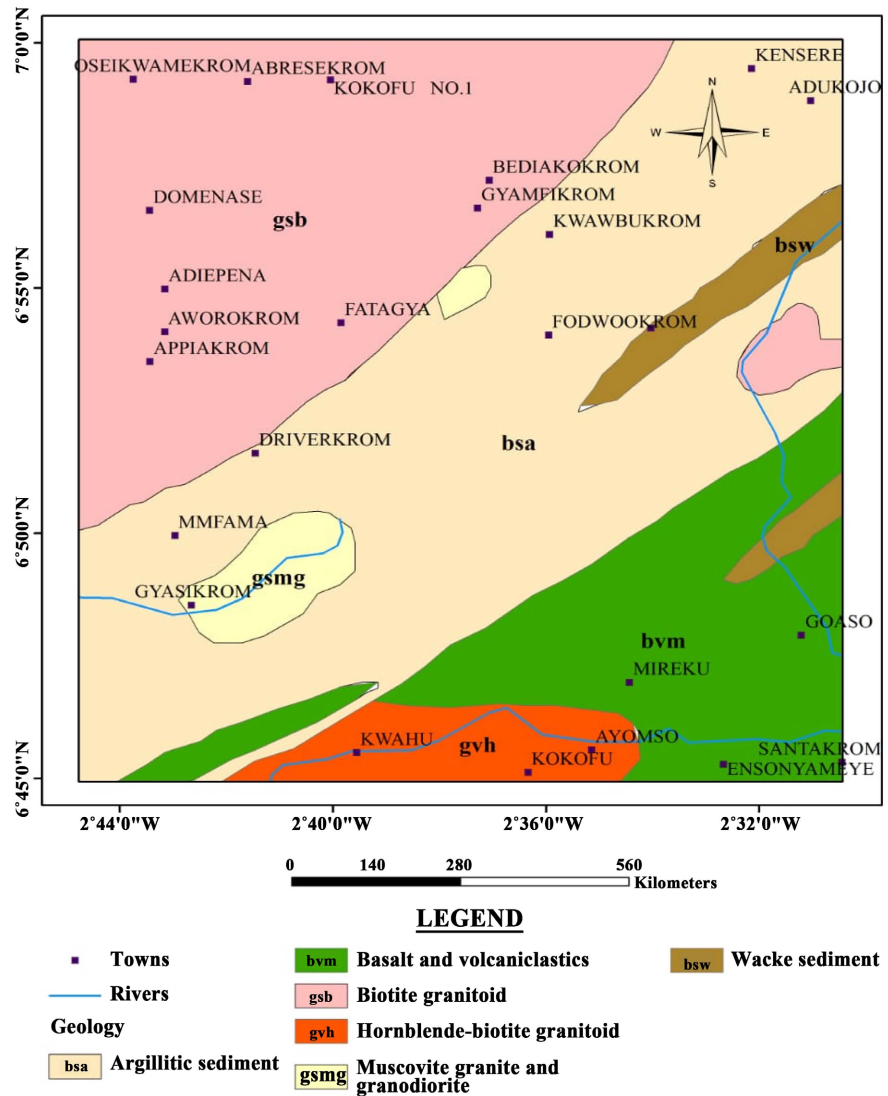 7°0'0"N
OSEIKWAMEKROM
ABRESEKROM
KOKOFU NO.1
KENSERE
ADUKOJO
N
W
E
S
BEDIAKOKROM
GYAMFIKROM
DOMENASE
gsb
KWAWBUKROM
bsw
6°55'0"N
ADIEPENA
AWOROKROM
FATAGYA
FODWOOKROM
APPIAKROM
DRIVERKROM
bsa
6°500"N
MMFAMA
GYASIKROM
gsmg
GOASO
bvm
MIREKU
KWAHU
gvh
AYOMSO
KOKOFU
SANTAKROM
ENSONYAMEYE
6°45'0"N
2°44'0"W
2°40'0"W
2°36'0"W
2°32'0"W
0
140
280
560
Kilometers
LEGEND
Towns
Rivers
Geology
bsa Argillitic sediment
bvm Basalt and volcaniclastics
gsb Biotite granitoid
gvh Hornblende-biotite granitoid
gsmg Muscovite granite and
granodiorite
bsw Wacke sediment